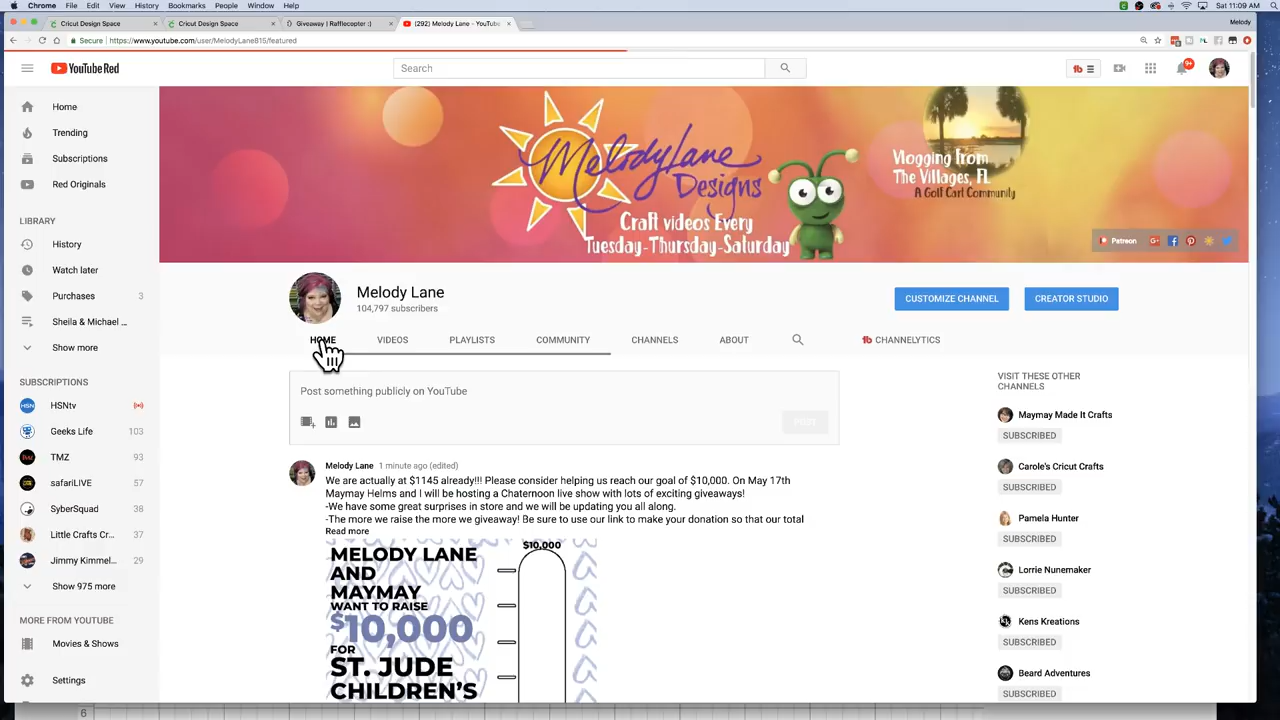 Chrome File Edit View History Bookmarks People Window Help
Sat 11:09 AM
Cricut Design Space
Cricut Design Space
Giveaway | Rafflecopter :)
(292) Melody Lane - YouTube
Melody
Secure | https://www.youtube.com/user/MelodyLane815/featured
YouTube Red
Search
9+
Home
Trending
Subscriptions
Red Originals
LIBRARY
History
Watch later
Purchases 3
Sheila & Michael ...
Show more
SUBSCRIPTIONS
HSNtv
Geeks Life 103
TMZ 93
safariLIVE 57
SyberSquad 38
Little Crafts Cr... 37
Jimmy Kimmel... 29
Show 975 more
MORE FROM YOUTUBE
Movies & Shows
Settings
MelodyLane
Designs
Craft videos Every
Tuesday-Thursday-Saturday
Vlogging from
The Villages, FL
A Golf Cart Community
Patreon
Melody Lane
104,797 subscribers
CUSTOMIZE CHANNEL
CREATOR STUDIO
HOME VIDEOS PLAYLISTS COMMUNITY CHANNELS ABOUT CHANNELYTICS
Post something publicly on YouTube
POST
Melody Lane 1 minute ago (edited)
We are actually at $1145 already!!! Please consider helping us reach our goal of $10,000. On May 17th
Maymay Helms and I will be hosting a Chaternoon live show with lots of exciting giveaways!
-We have some great surprises in store and we will be updating you all along.
-The more we raise the more we giveaway! Be sure to use our link to make your donation so that our total
Read more
MELODY LANE
AND
MAYMAY
WANT TO RAISE
$10,000
FOR
ST. JUDE
CHILDREN'S
$10,000
VISIT THESE OTHER
CHANNELS
Maymay Made It Crafts
SUBSCRIBED
Carole's Cricut Crafts
SUBSCRIBED
Pamela Hunter
SUBSCRIBED
Lorrie Nunemaker
SUBSCRIBED
Kens Kreations
SUBSCRIBED
Beard Adventures
SUBSCRIBED
6